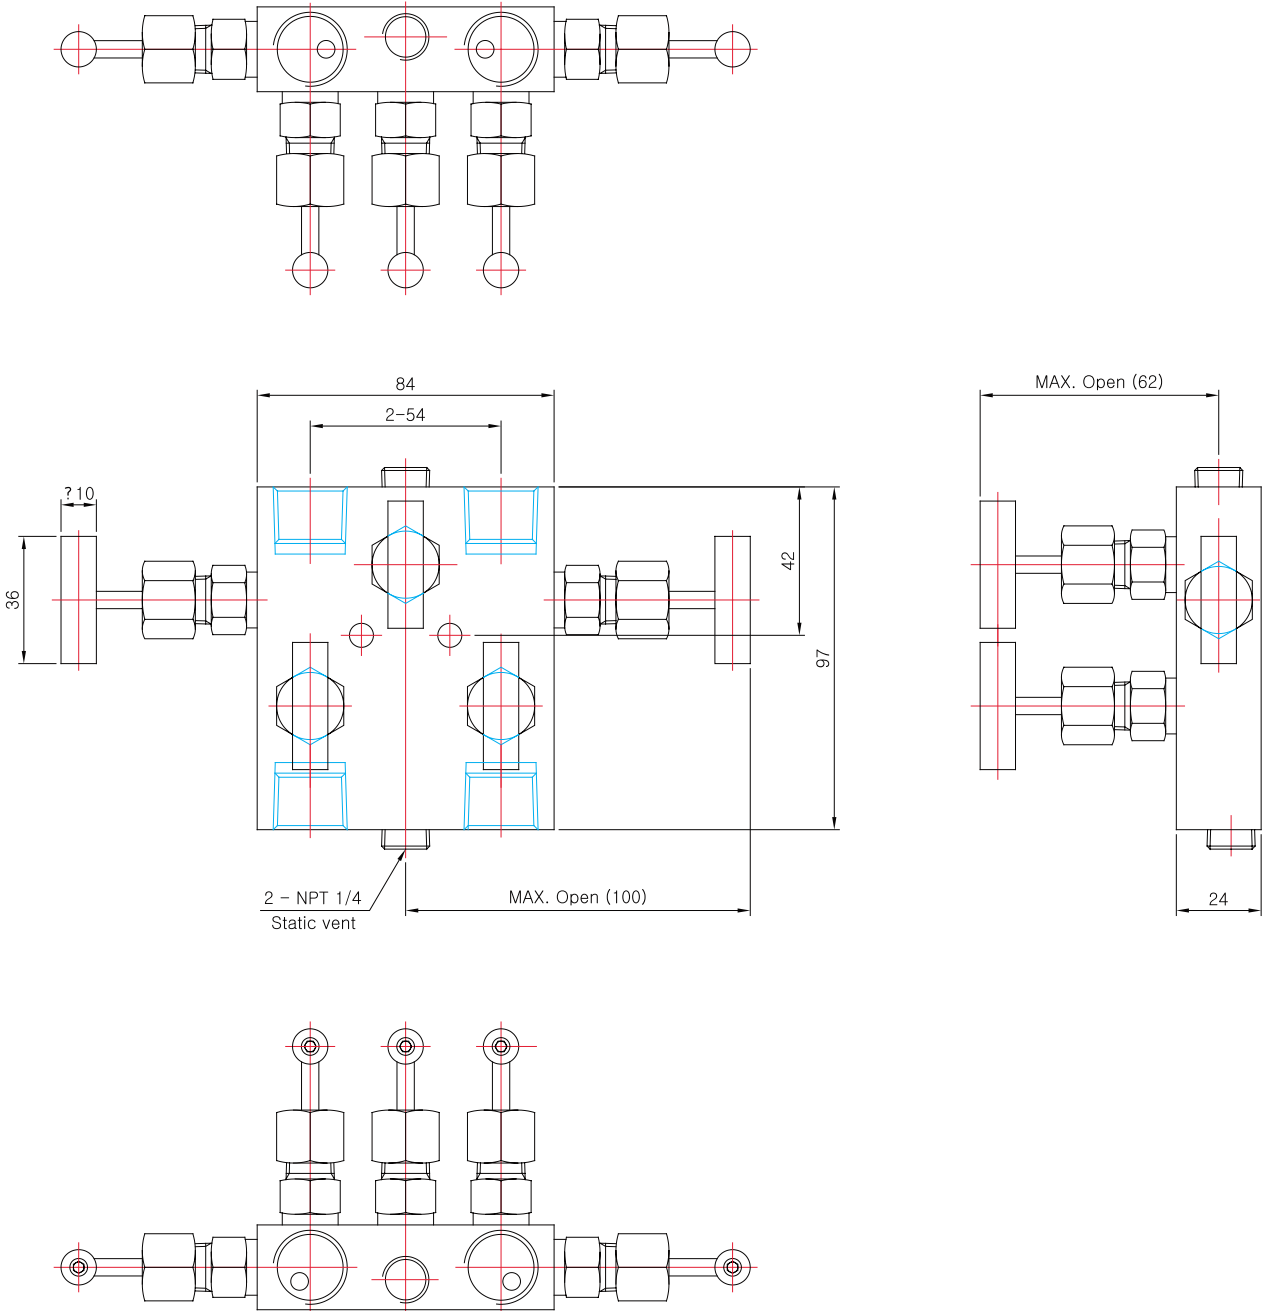 84
MAX. Open (62)
2-54
?10
36
42
97
2 - NPT 1/4
Static vent
MAX. Open (100)
24